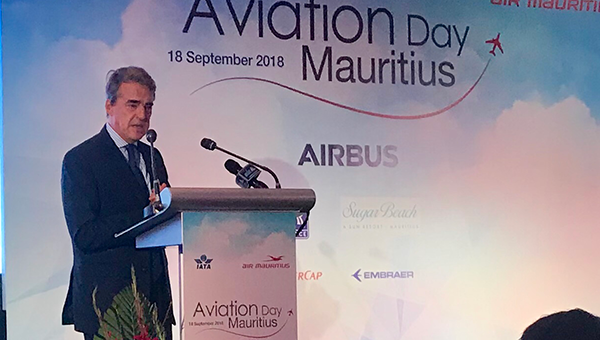 AIR MAURITIUS
Aviation Day
18 September 2018
Mauritius
AIRBUS
Sugar Beach
IATA
AIR MAURITIUS
EMBRAER
Aviation Day
18 September 2018
Mauritius